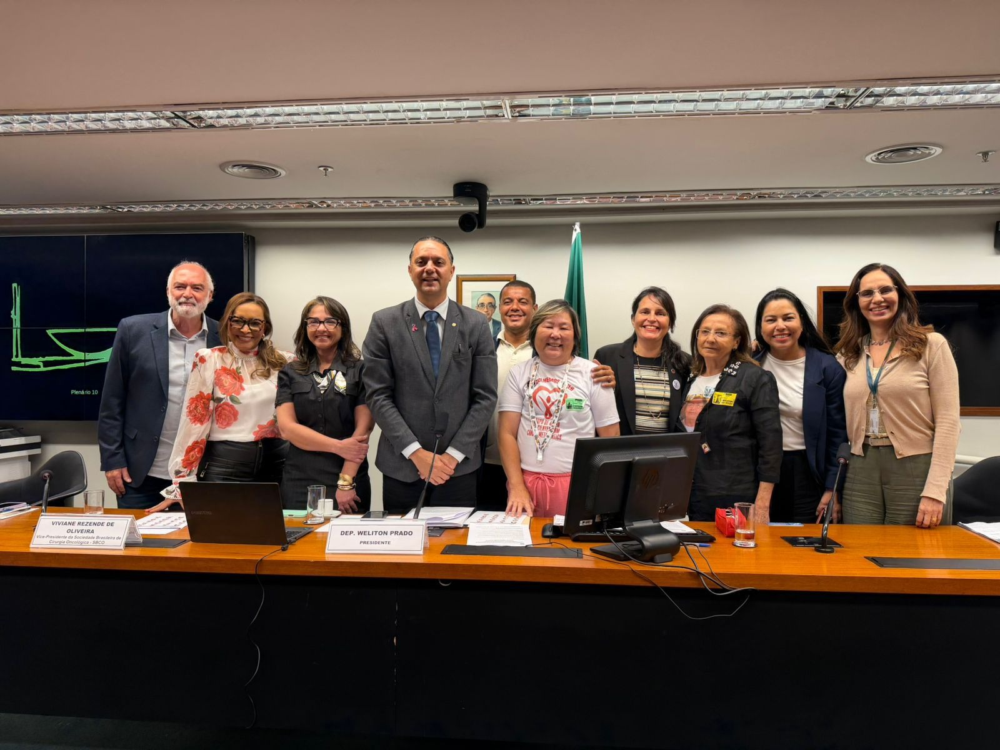 Plenário 10
VIVIANE REZENDE DE
OLIVEIRA
Vice-Presidente da Sociedade Brasileira de
Cirurgia Oncológica - SBCO
DEP. WELITON PRADO
PRESIDENTE
hp